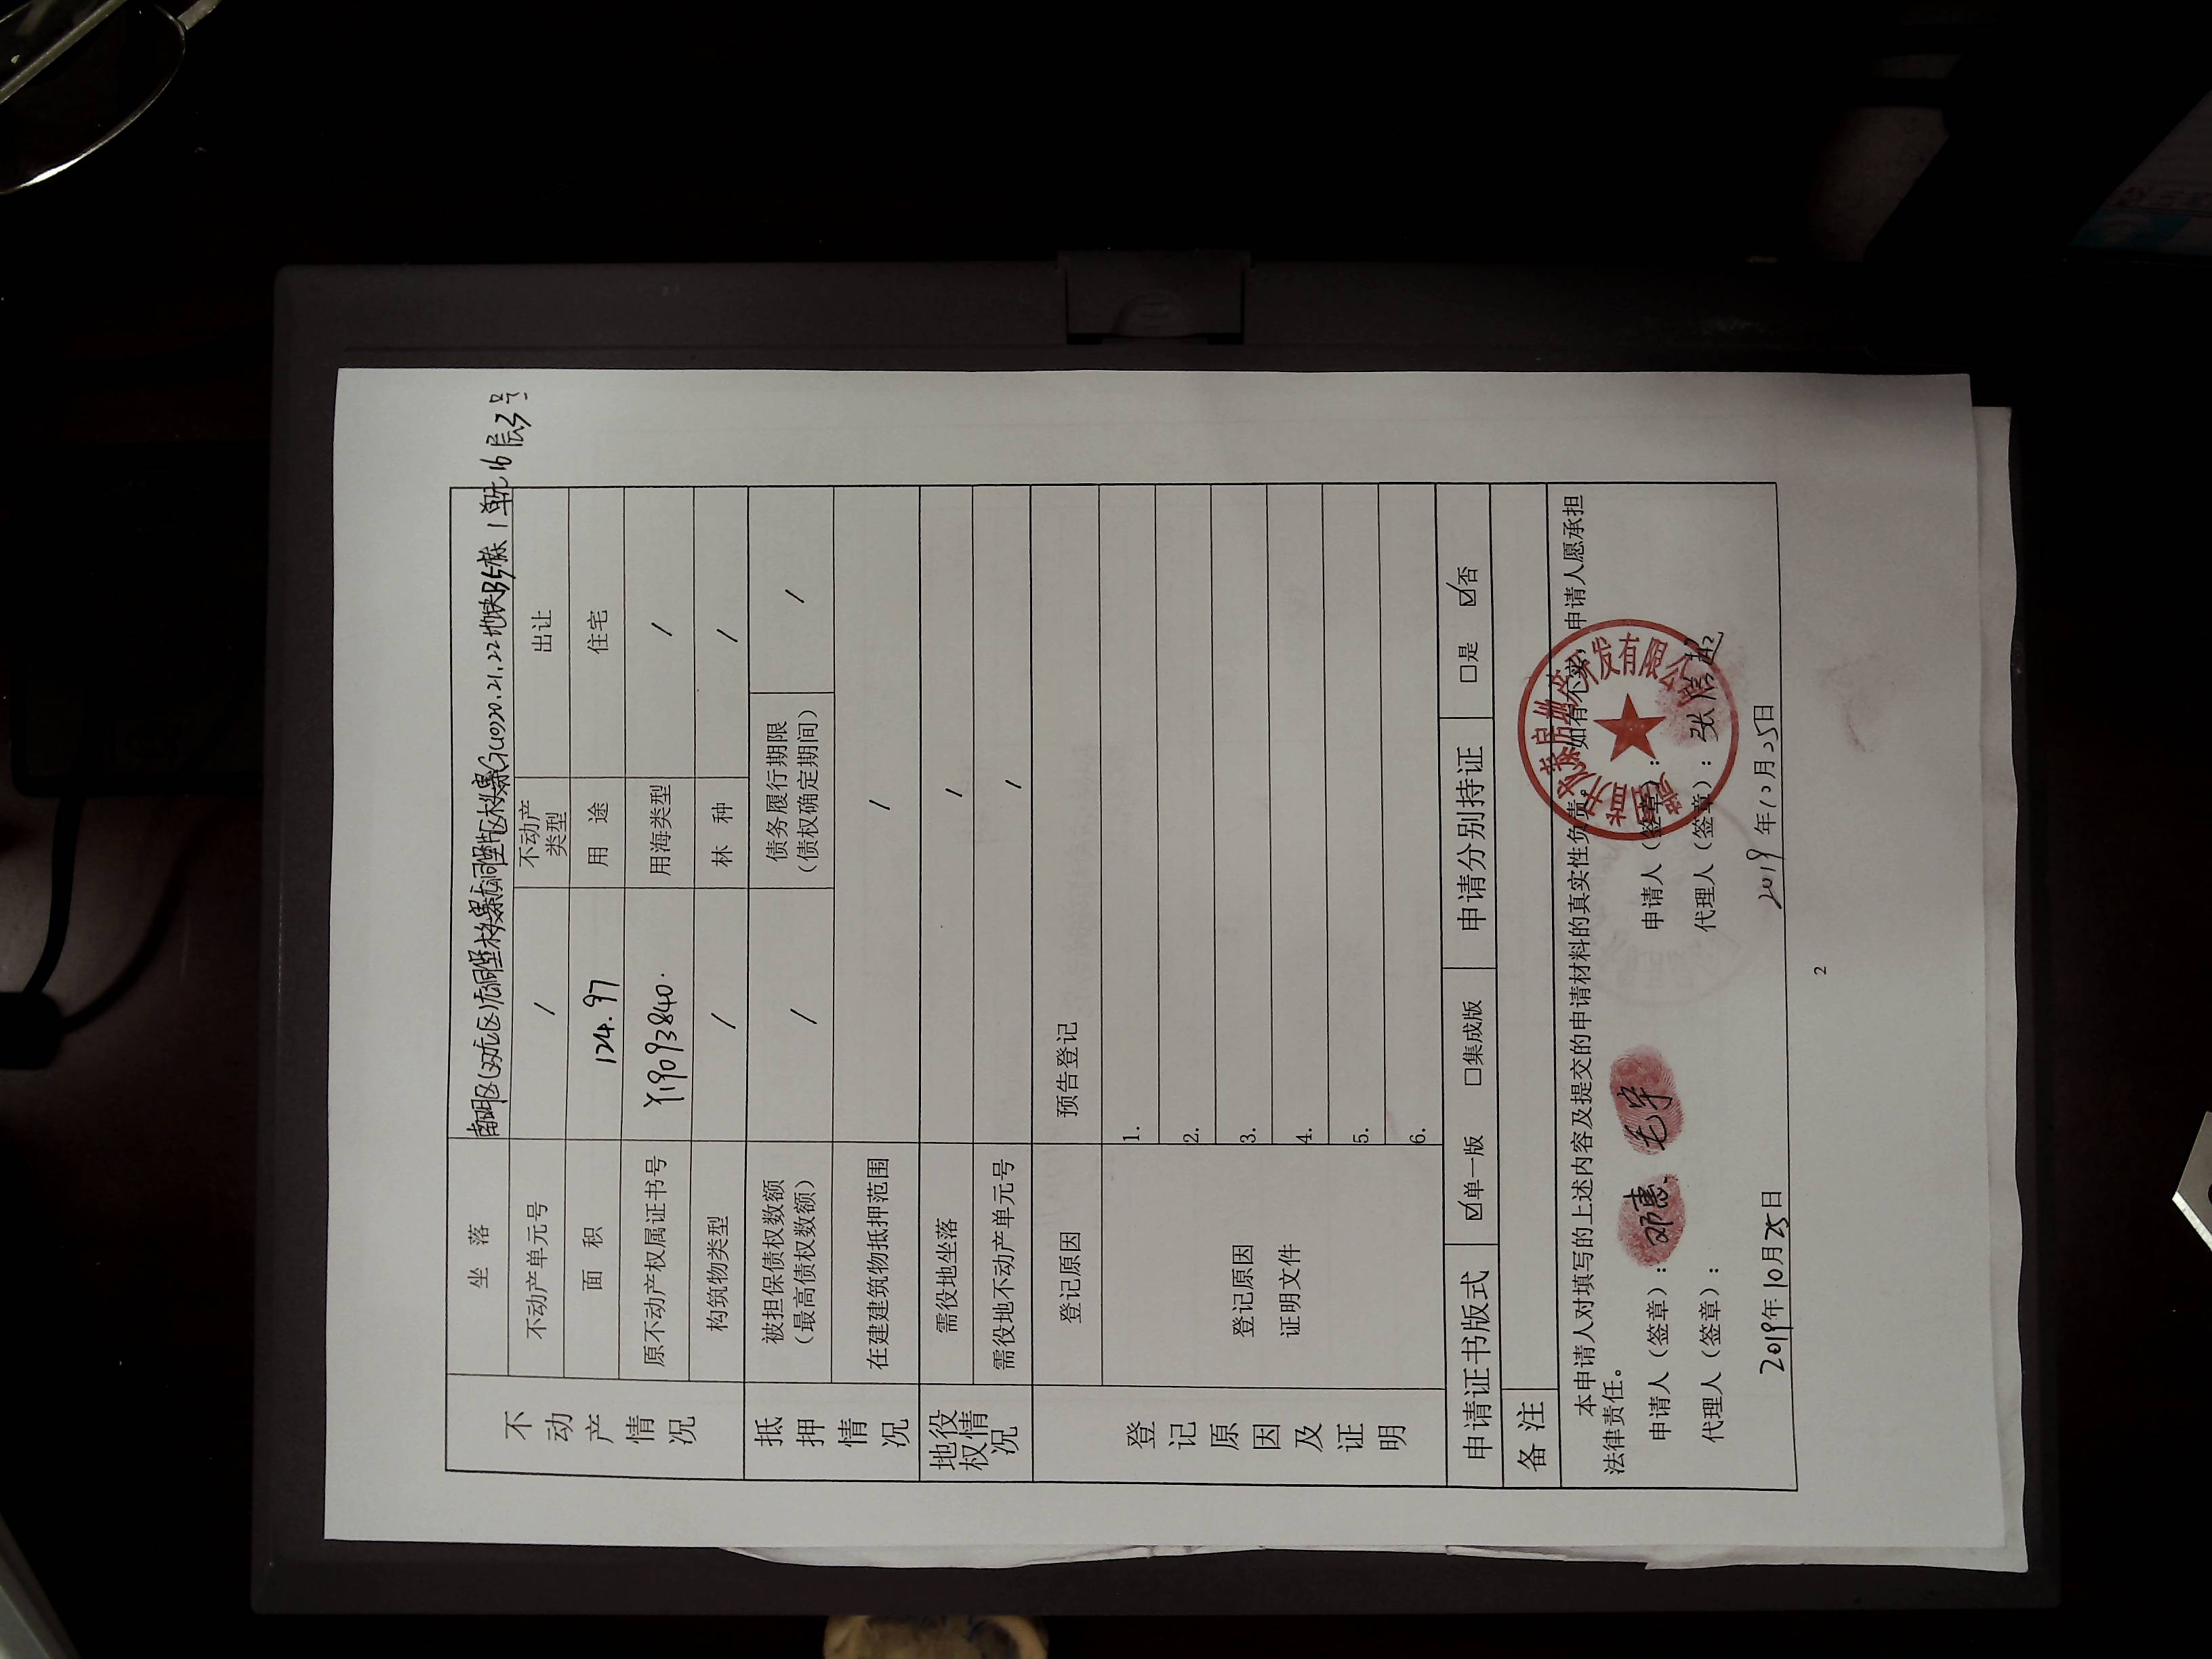 不动产情况
坐 落 南明区(双龙区)龙洞堡木头寨龙洞堡片区木头寨G(10)20.21.22地块B5栋1单元16层3号
不动产单元号 / 不动产类型 出让
面 积 124.97 用 途 住宅
原不动产权属证书号 Y19093840. 用海类型 /
构筑物类型 / 林 种 /
抵押情况
被担保债权数额（最高债权数额） / 债务履行期限（债权确定期间） /
在建建筑物抵押范围 /
地役权情况
需役地坐落 /
需役地不动产单元号 /
登记原因及证明
登记原因 预告登记
登记原因
证明文件
1.
2.
3.
4.
5.
6.
申请证书版式 ☑单一版 □集成版 申请分别持证 □是 ☑否
备 注
本申请人对填写的上述内容及提交的申请材料的真实性负责。如有不实，申请人愿承担
法律责任。
申请人（签章）：邓惠 毛宇 申请人（签章）：
代理人（签章）： 代理人（签章）：张信
贵阳首开龙泰房地产开发有限公司
2019年10月25日 2019年10月25日
2